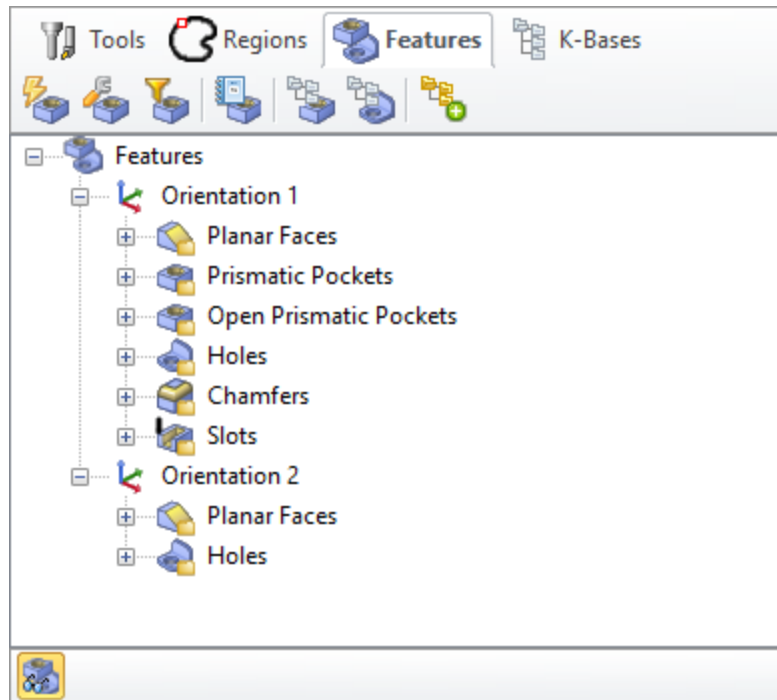 Tools Regions Features K-Bases
Features
Orientation 1
Planar Faces
Prismatic Pockets
Open Prismatic Pockets
Holes
Chamfers
Slots
Orientation 2
Planar Faces
Holes